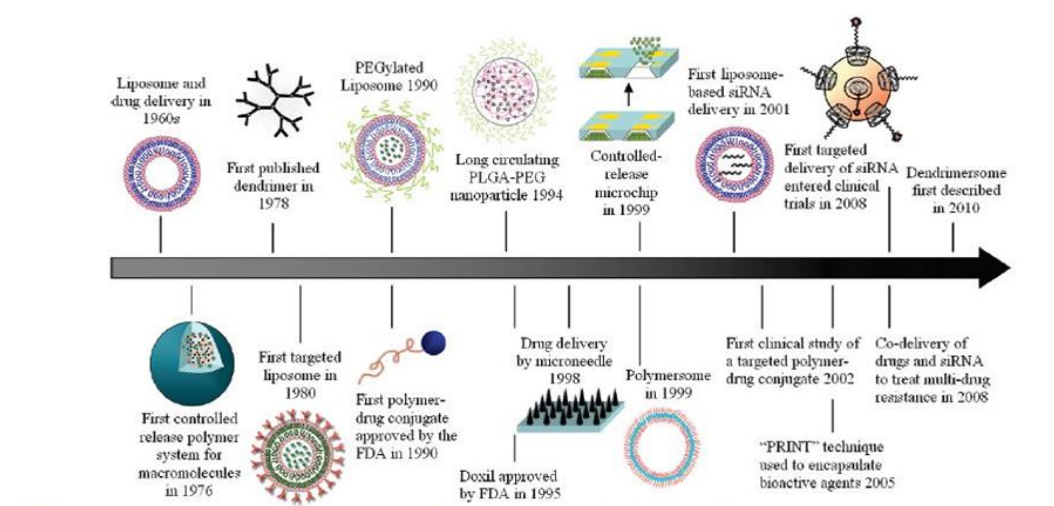 Liposome and
drug delivery in
1960s
First published
dendrimer in
1978
PEGylated
Liposome 1990
Long circulating
PLGA-PEG
nanoparticle 1994
Controlled-
release
microchip
in 1999
First liposome-
based siRNA
delivery in 2001
First targeted
delivery of siRNA
entered clinical
trials in 2008
Dendrimersome
first described
in 2010
First controlled
release polymer
system for
macromolecules
in 1976
First targeted
liposome in
1980
First polymer-
drug conjugate
approved by the
FDA in 1990
Drug delivery
by microneedle
1998
Doxil approved
by FDA in 1995
Polymersome
in 1999
First clinical study of
a targeted polymer-
drug conjugate 2002
“PRINT” technique
used to encapsulate
bioactive agents 2005
Co-delivery of
drugs and siRNA
to treat multi-drug
resistance in 2008